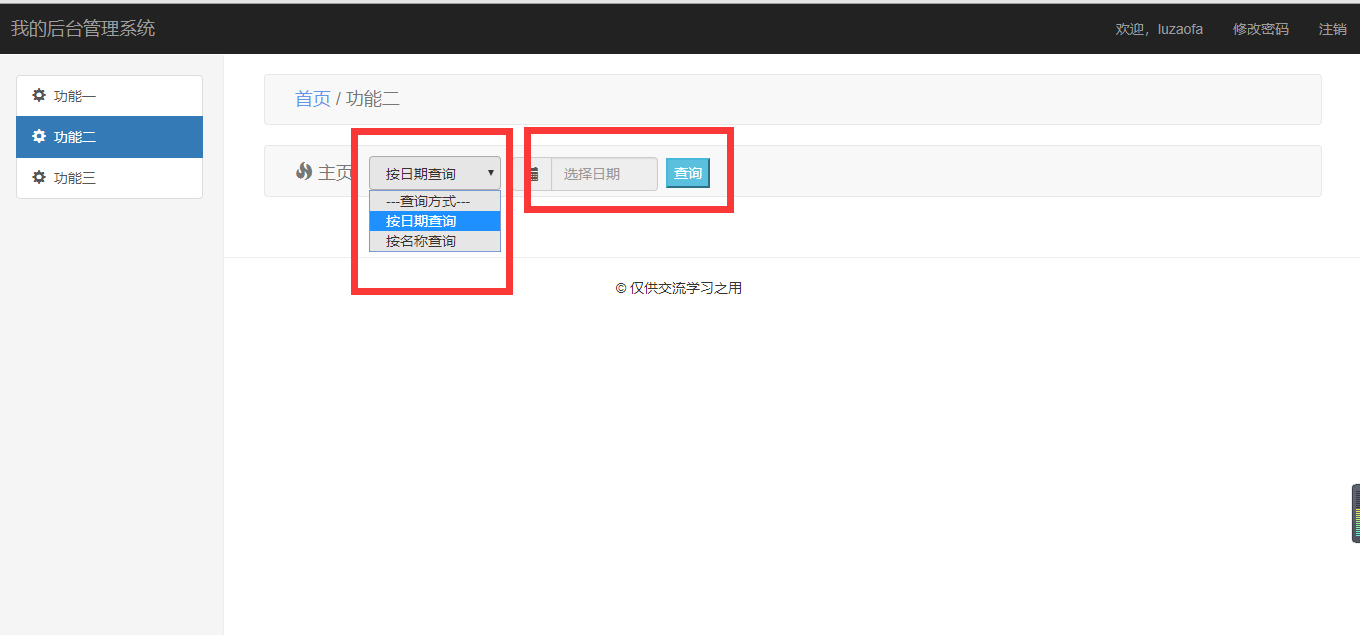 我的后台管理系统
欢迎，luzaofa 修改密码 注销
功能一
功能二
功能三
首页 / 功能二
主页
按日期查询
选择日期
查询
---查询方式---
按日期查询
按名称查询
© 仅供交流学习之用